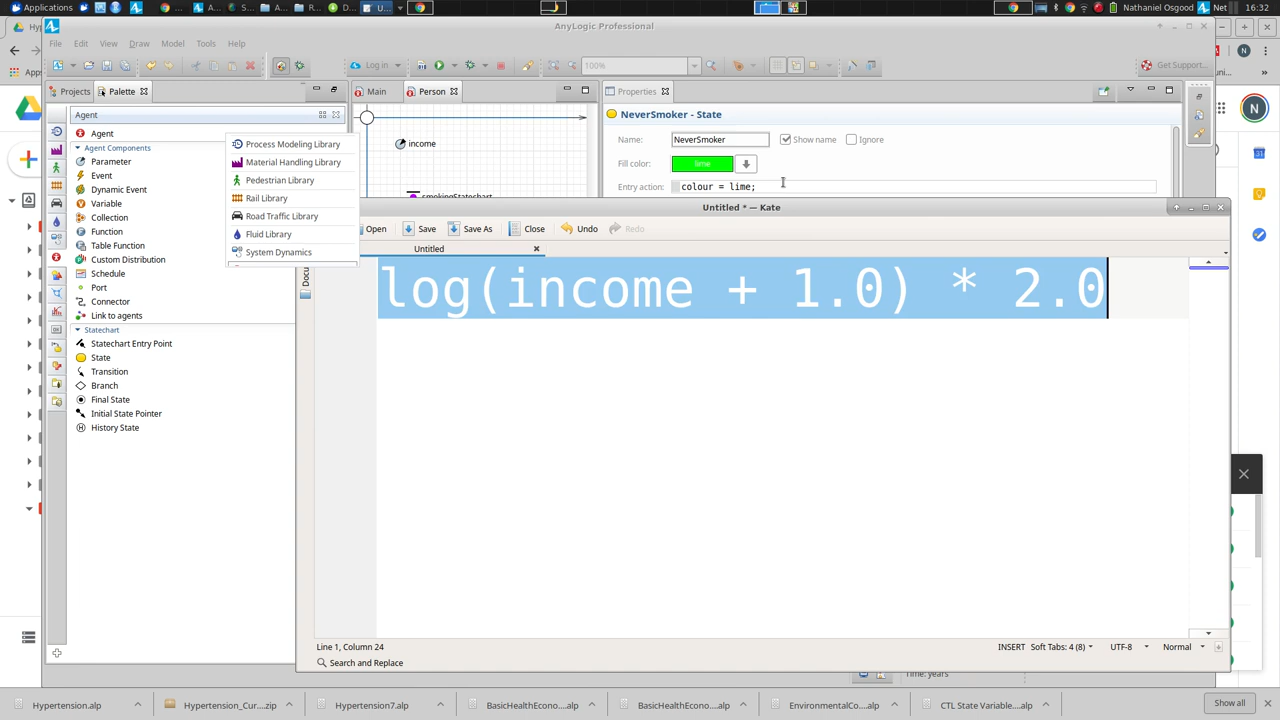 Applications
Nathaniel Osgood
16:32
AnyLogic Professional
File Edit View Draw Model Tools Help
Log in
100%
Get Support...
Projects
Palette
Main
Person
Properties
Agent
NeverSmoker - State
Agent
Agent Components
Parameter
Event
Dynamic Event
Variable
Collection
Function
Table Function
Custom Distribution
Schedule
Port
Connector
Link to agents
Statechart
Statechart Entry Point
State
Transition
Branch
Final State
Initial State Pointer
History State
Process Modeling Library
Material Handling Library
Pedestrian Library
Rail Library
Road Traffic Library
Fluid Library
System Dynamics
income
smokingStatechart
Name: NeverSmoker Show name Ignore
Fill color: lime
Entry action: colour = lime;
Untitled * — Kate
Open Save Save As Close Undo Redo
Untitled
log(income + 1.0) * 2.0
Line 1, Column 24
INSERT Soft Tabs: 4 (8) UTF-8 Normal
Search and Replace
Time: years
Hypertension.alp
Hypertension_Cur....zip
Hypertension7.alp
BasicHealthEcono....alp
BasicHealthEcono....alp
EnvironmentalCo....alp
CTL State Variable....alp
Show all